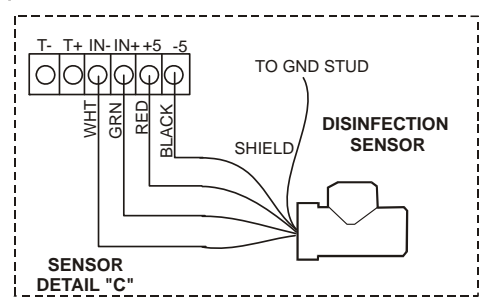 T- T+ IN- IN+ +5 -5
TO GND STUD
WHT
GRN
RED
BLACK
SHIELD
DISINFECTION
SENSOR
SENSOR
DETAIL "C"